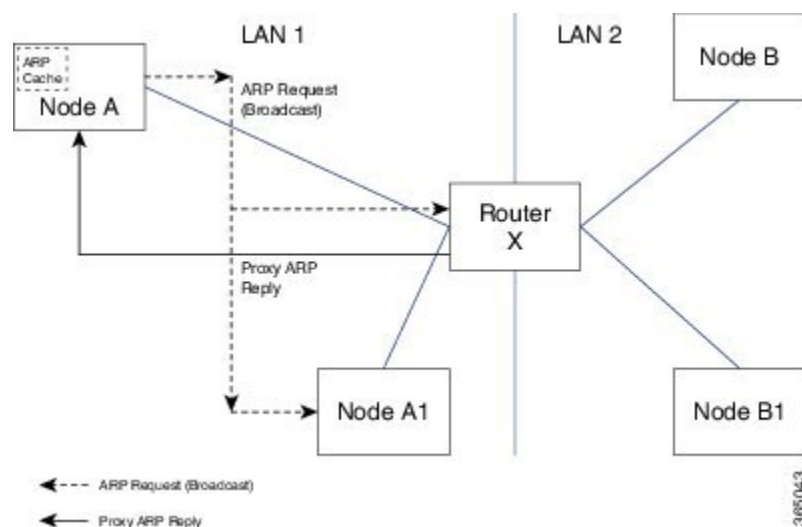 LAN 1
LAN 2
ARP
Cache
Node A
ARP Request
(Broadcast)
Node B
Router
X
Proxy ARP
Reply
Node A1
Node B1
ARP Request (Broadcast)
Proxy ARP Reply
365043